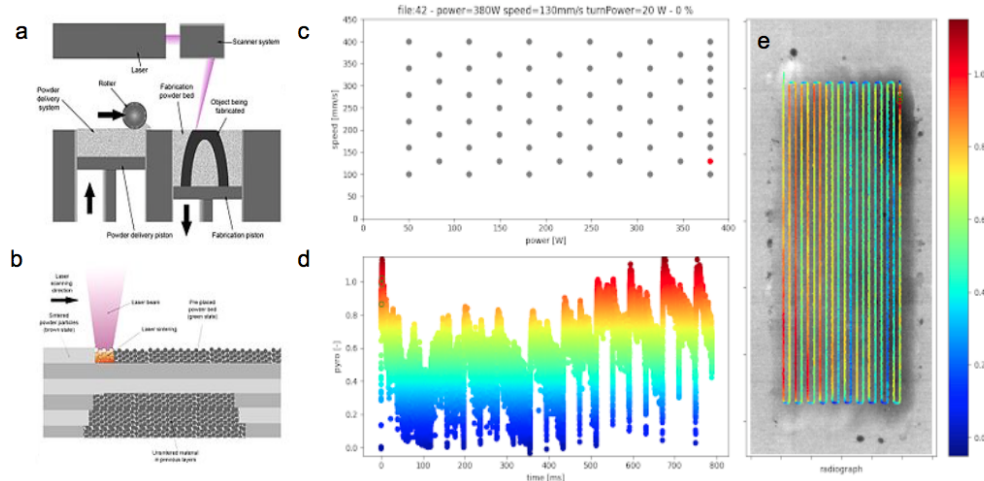 a
Laser
Scanner system
Powder
delivery
system
Roller
Fabrication
powder bed
Object being
fabricated
Powder delivery piston
Fabrication piston
b
Laser
scanning
direction
Sintered
powder particles
(brown state)
Laser beam
Laser sintering
Pre placed
powder bed
(green state)
Unsintered material
in previous layers
c
file:42 - power=380W speed=130mm/s turnPower=20 W - 0 %
450
400
350
300
250
200
150
100
50
0
speed [mm/s]
0 50 100 150 200 250 300 350 400
power [W]
d
1.0
0.8
0.6
0.4
0.2
0.0
pyro [-]
0 100 200 300 400 500 600 700 800
time [ms]
e
radiograph
1.0
0.8
0.6
0.4
0.2
0.0